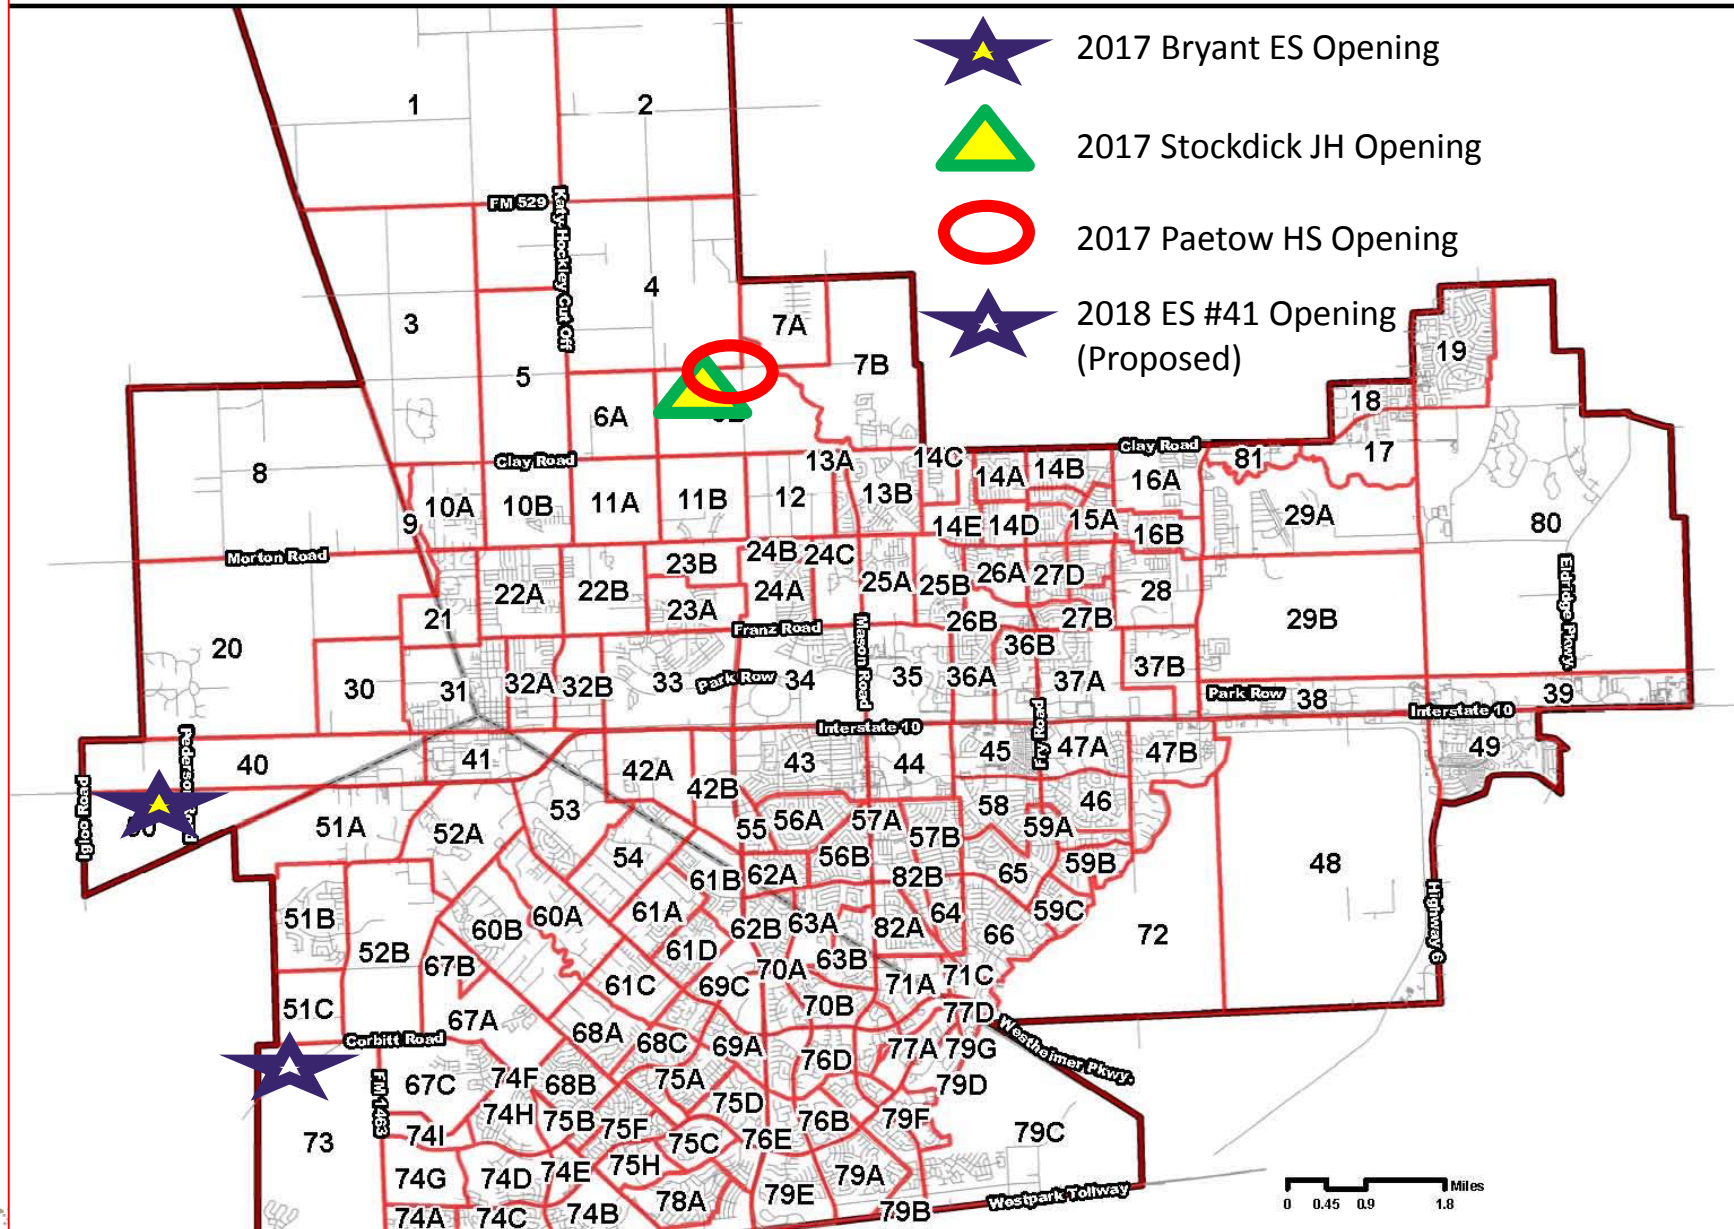 2017 Bryant ES Opening
2017 Stockdick JH Opening
2017 Paetow HS Opening
2018 ES #41 Opening
(Proposed)
1
2
FM 529
Katy-Hockley Cut Off
3
4
5
7A
7B
6A
19
18
17
81
Clay Road
Clay Road
8
9
10A
10B
11A
11B
12
13A
13B
14C
14A
14B
14E
14D
15A
16A
16B
29A
80
Morton Road
20
21
22A
22B
23B
23A
24B
24C
24A
25A
25B
26A
27D
26B
27B
28
29B
Eldridge Pkwy.
Franz Road
Mason Road
30
31
32A
32B
33
Park Row
34
35
36A
36B
37A
37B
Park Row
38
39
Interstate 10
Interstate 10
Fry Road
Igloo Road
40
41
42A
42B
43
44
45
47A
47B
49
46
48
Highway 6
51A
52A
53
54
55
56A
56B
57A
57B
58
59A
59B
59C
51B
52B
51C
60B
60A
61B
61A
61D
61C
62A
62B
63A
63B
82B
82A
64
65
66
72
67B
67A
67C
68A
68C
68B
69C
69A
70A
70B
71A
71C
77D
77A
79G
79D
Westheimer Pkwy.
Corbitt Road
FM 1463
73
74F
74H
74I
74G
74D
74E
74A
74C
74B
75A
75B
75F
75D
75C
75H
76D
76B
76E
78A
79F
79A
79E
79B
79C
Westpark Tollway
Miles
0 0.45 0.9 1.8